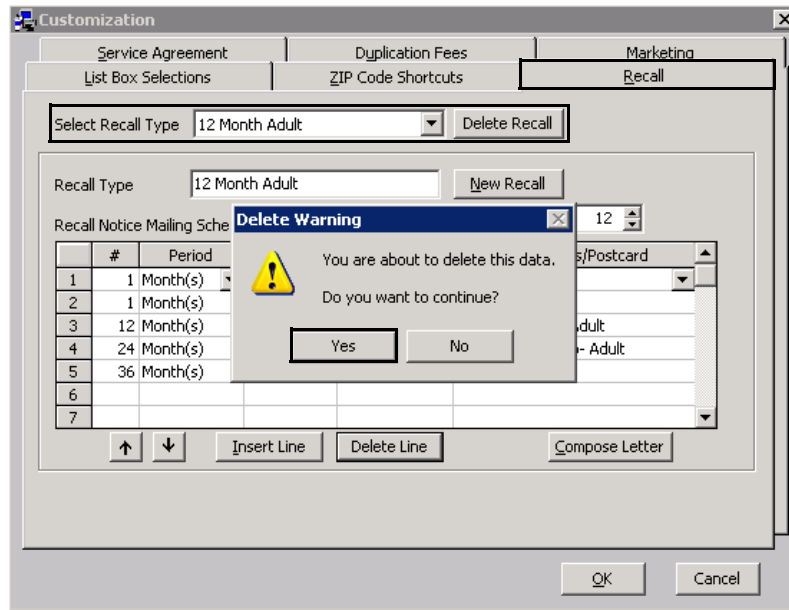 Customization
Service Agreement Duplication Fees Marketing
List Box Selections ZIP Code Shortcuts Recall
Select Recall Type 12 Month Adult Delete Recall
Recall Type 12 Month Adult New Recall
Recall Notice Mailing Sche 12
Delete Warning
You are about to delete this data.
Do you want to continue?
Yes No
# Period s/Postcard
1 1 Month(s)
2 1 Month(s)
3 12 Month(s) Adult
4 24 Month(s) - Adult
5 36 Month(s)
6
7
Insert Line Delete Line Compose Letter
OK Cancel